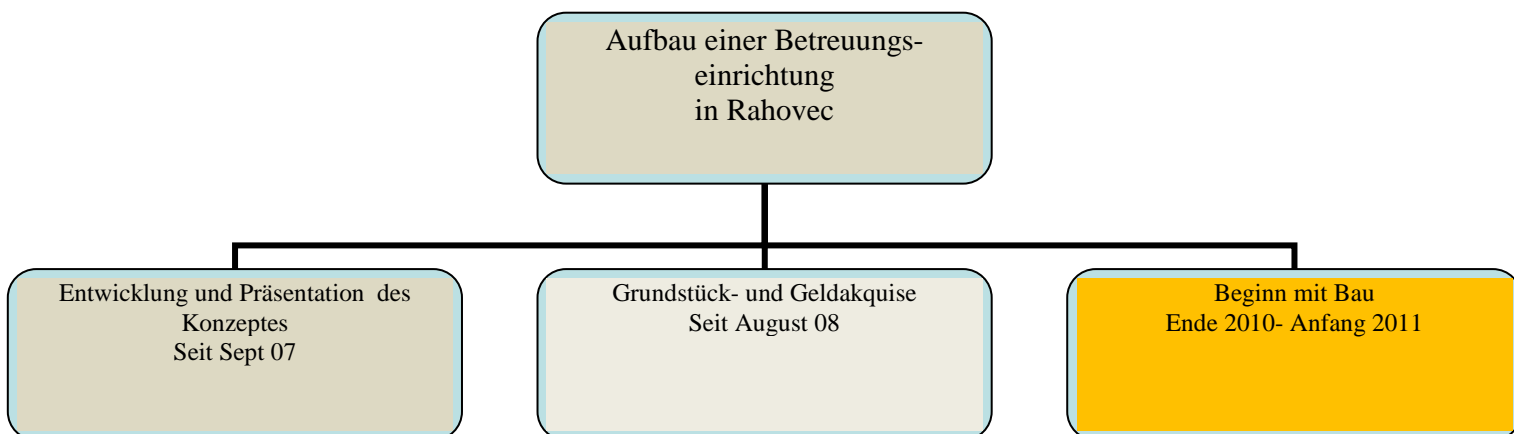 Aufbau einer Betreuungs-
einrichtung
in Rahovec
Entwicklung und Präsentation des
Konzeptes
Seit Sept 07
Grundstück- und Geldakquise
Seit August 08
Beginn mit Bau
Ende 2010- Anfang 2011